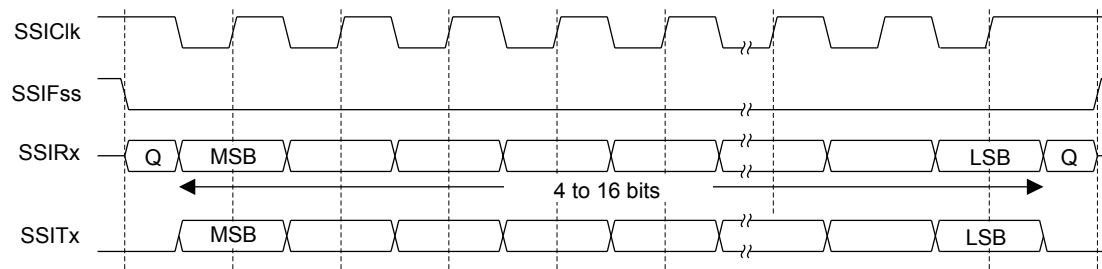 SSIClk
SSIFss
SSIRx Q MSB LSB Q
4 to 16 bits
SSITx MSB LSB